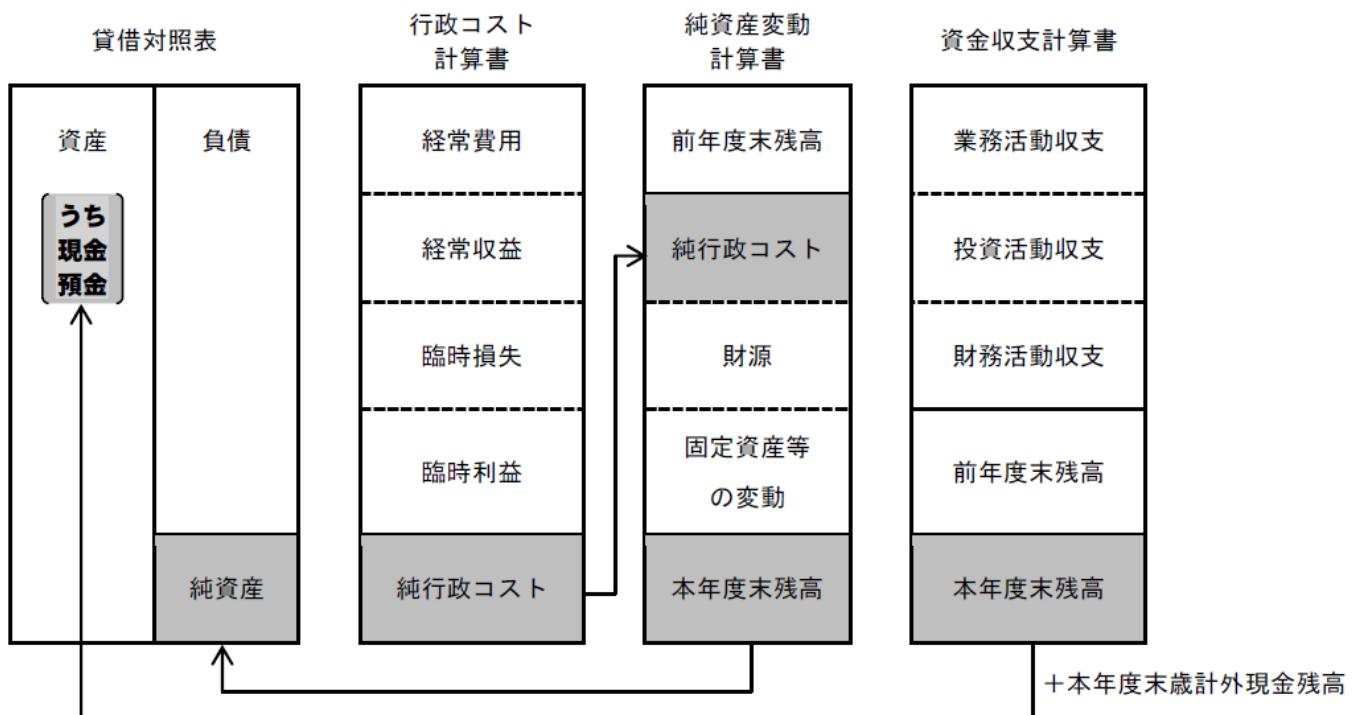 貸借対照表
資産
うち
現金
預金
負債
純資産
行政コスト
計算書
経常費用
経常収益
臨時損失
臨時利益
純行政コスト
純資産変動
計算書
前年度末残高
純行政コスト
財源
固定資産等
の変動
本年度末残高
資金収支計算書
業務活動収支
投資活動収支
財務活動収支
前年度末残高
本年度末残高
＋本年度末歳計外現金残高